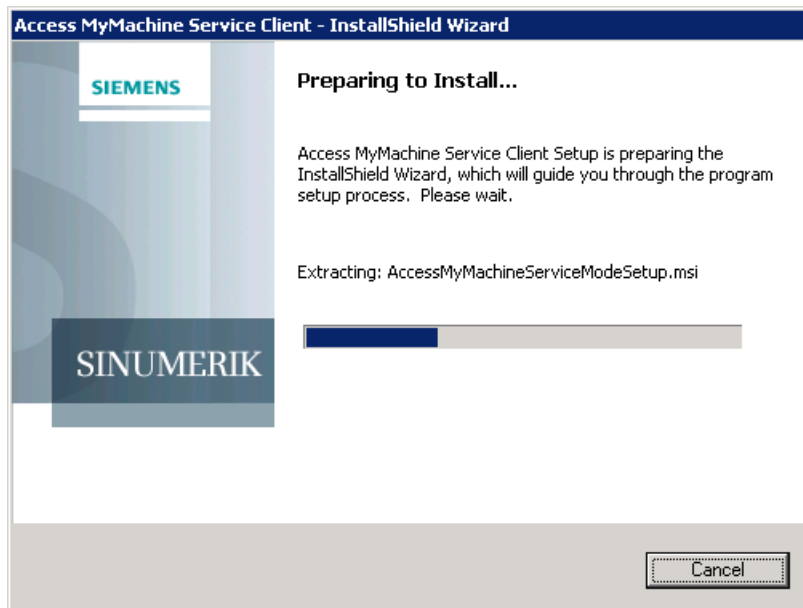 Access MyMachine Service Client - InstallShield Wizard
SIEMENS
Preparing to Install...
Access MyMachine Service Client Setup is preparing the
InstallShield Wizard, which will guide you through the program
setup process.  Please wait.
Extracting: AccessMyMachineServiceModeSetup.msi
SINUMERIK
Cancel